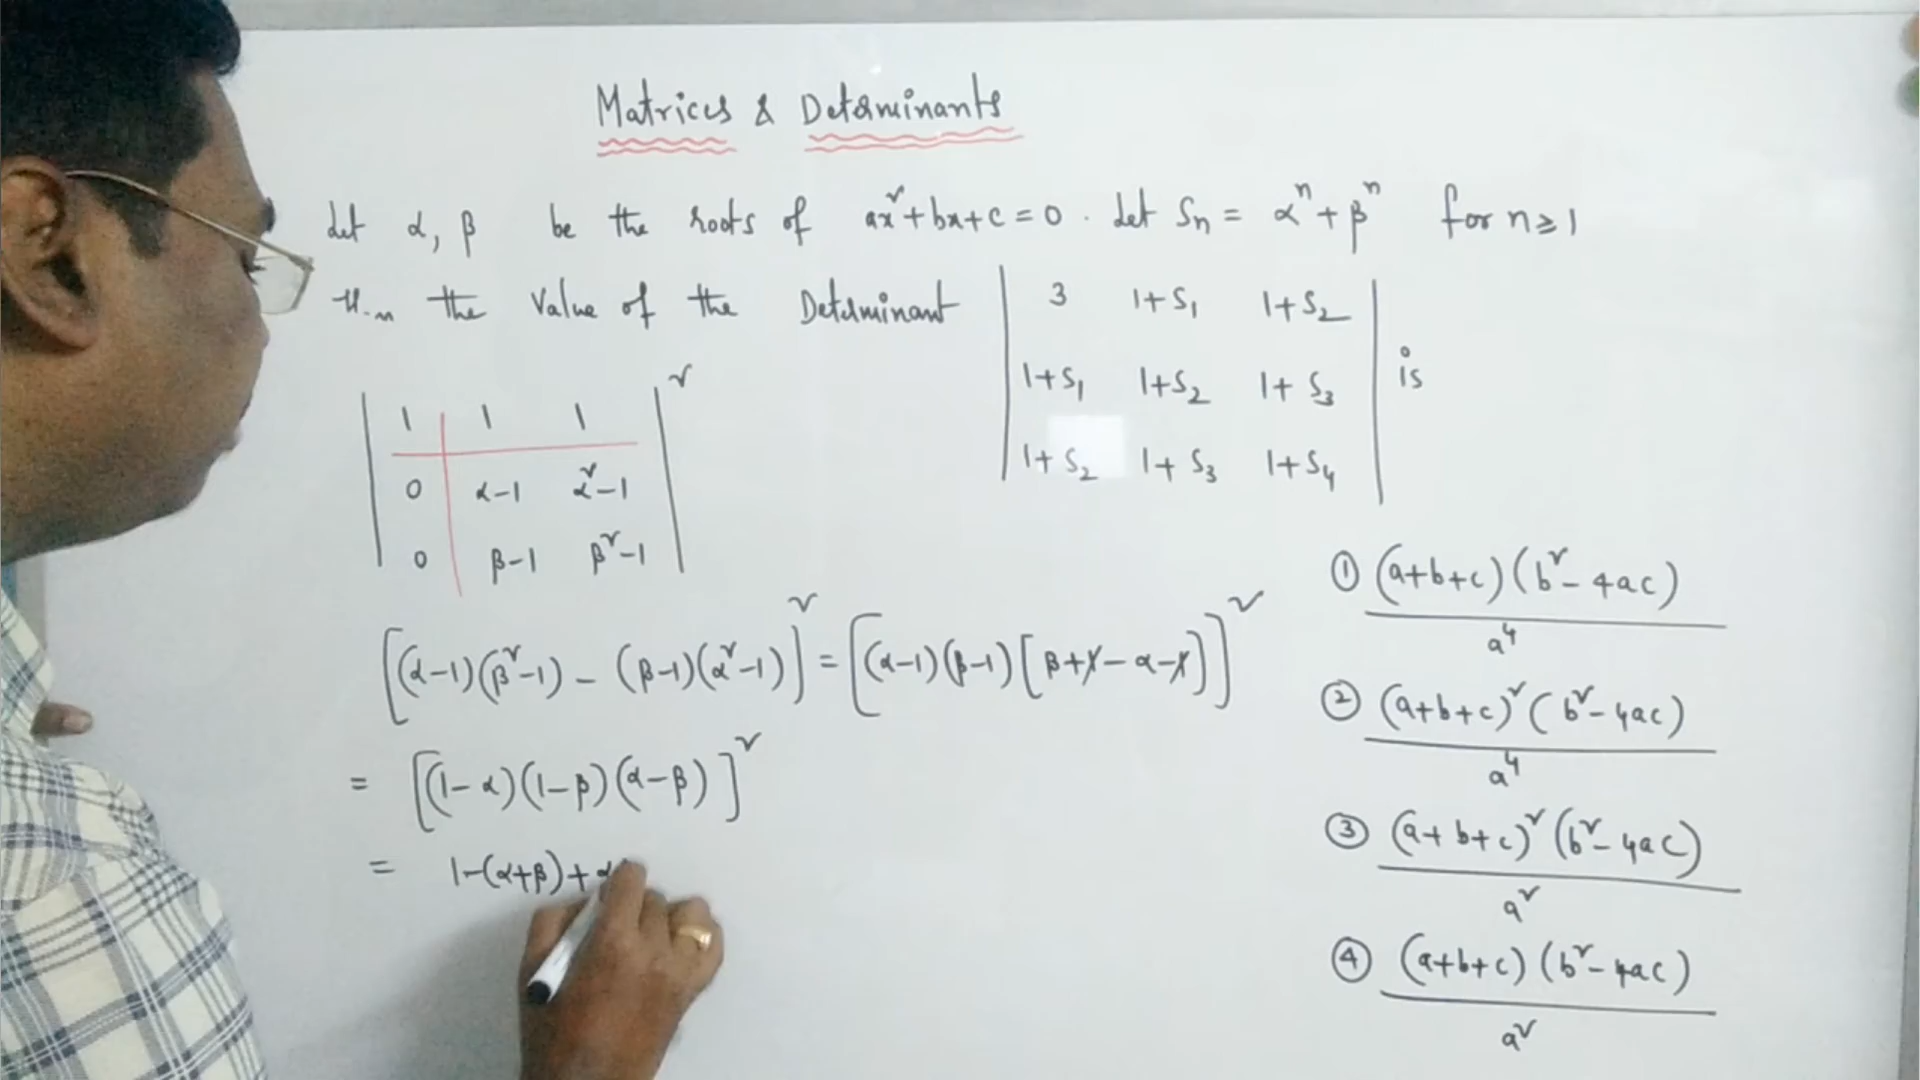 Matrices & Determinants
Let α, β be the roots of ax²+bx+c=0. Let Sn = αⁿ+βⁿ for n≥1
then the value of the Determinant
| 3 1+S₁ 1+S₂ |
| 1+S₁ 1+S₂ 1+S₃ | is
| 1+S₂ 1+S₃ 1+S₄ |
| 1 1 1 |²
| 0 α-1 α²-1 |
| 0 β-1 β²-1 |
[(α-1)(β²-1) - (β-1)(α²-1)]² = [(α-1)(β-1)[β+1-α-1]]²
= [(1-α)(1-β)(α-β)]²
= 1-(α+β)+α
① (a+b+c)(b²-4ac)
a⁴
② (a+b+c)²(b²-4ac)
a⁴
③ (a+b+c)²(b²-4ac)
a²
④ (a+b+c)(b²-4ac)
a²